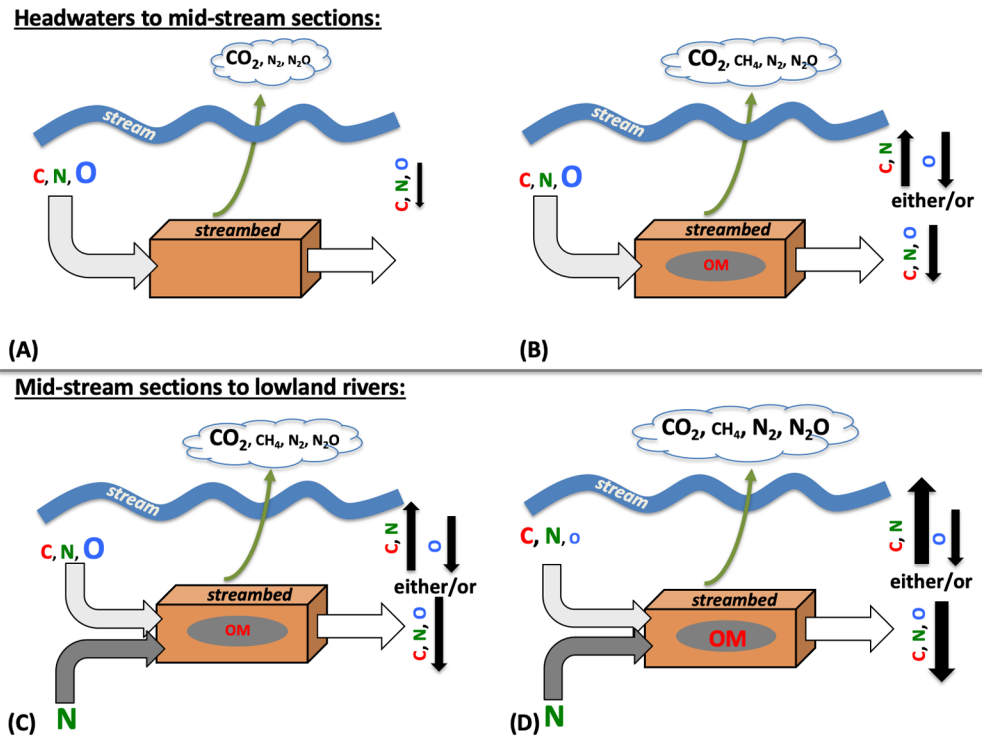 Headwaters to mid-stream sections:
CO2, N2, N2O
stream
C, N, O
C, N, O
streambed
(A)
CO2, CH4, N2, N2O
stream
C, N, O
C, N
O
either/or
C, N, O
streambed
OM
(B)
Mid-stream sections to lowland rivers:
CO2, CH4, N2, N2O
stream
C, N, O
C, N
O
either/or
C, N, O
streambed
OM
N
(C)
CO2, CH4, N2, N2O
stream
C, N, O
C, N
O
either/or
C, N, O
streambed
OM
N
(D)